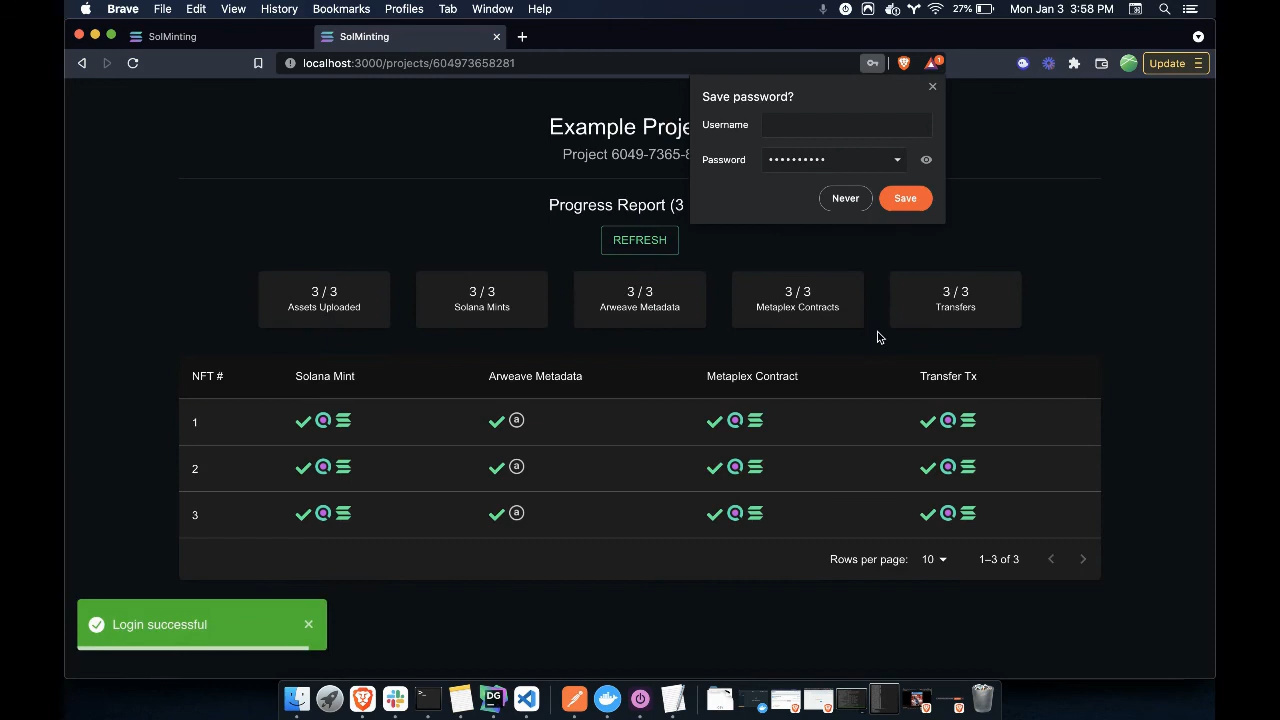 Brave File Edit View History Bookmarks Profiles Tab Window Help 27% Mon Jan 3 3:58 PM
SolMinting SolMinting
localhost:3000/projects/604973658281 1 Update
Save password?
Username
Password ••••••••••
Never Save
Example Proje
Project 6049-7365-8
Progress Report (3
REFRESH
3 / 3 3 / 3 3 / 3 3 / 3 3 / 3
Assets Uploaded Solana Mints Arweave Metadata Metaplex Contracts Transfers
NFT # Solana Mint Arweave Metadata Metaplex Contract Transfer Tx
1 a
2 a
3 a
Rows per page: 10 1–3 of 3
Login successful
DG